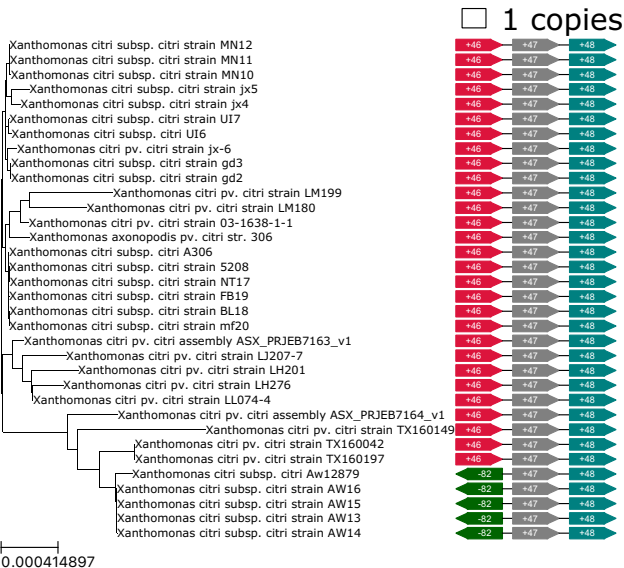 1 copies
Xanthomonas citri subsp. citri strain MN12 +46 +47 +48
Xanthomonas citri subsp. citri strain MN11 +46 +47 +48
Xanthomonas citri subsp. citri strain MN10 +46 +47 +48
Xanthomonas citri subsp. citri strain jx5 +46 +47 +48
Xanthomonas citri subsp. citri strain jx4 +46 +47 +48
Xanthomonas citri subsp. citri strain UI7 +46 +47 +48
Xanthomonas citri subsp. citri UI6 +46 +47 +48
Xanthomonas citri pv. citri strain jx-6 +46 +47 +48
Xanthomonas citri subsp. citri strain gd3 +46 +47 +48
Xanthomonas citri subsp. citri strain gd2 +46 +47 +48
Xanthomonas citri pv. citri strain LM199 +46 +47 +48
Xanthomonas citri pv. citri strain LM180 +46 +47 +48
Xanthomonas citri pv. citri strain 03-1638-1-1 +46 +47 +48
Xanthomonas axonopodis pv. citri str. 306 +46 +47 +48
Xanthomonas citri subsp. citri A306 +46 +47 +48
Xanthomonas citri subsp. citri strain 5208 +46 +47 +48
Xanthomonas citri subsp. citri strain NT17 +46 +47 +48
Xanthomonas citri subsp. citri strain FB19 +46 +47 +48
Xanthomonas citri subsp. citri strain BL18 +46 +47 +48
Xanthomonas citri subsp. citri strain mf20 +46 +47 +48
Xanthomonas citri pv. citri assembly ASX_PRJEB7163_v1 +46 +47 +48
Xanthomonas citri pv. citri strain LJ207-7 +46 +47 +48
Xanthomonas citri pv. citri strain LH201 +46 +47 +48
Xanthomonas citri pv. citri strain LH276 +46 +47 +48
Xanthomonas citri pv. citri strain LL074-4 +46 +47 +48
Xanthomonas citri pv. citri assembly ASX_PRJEB7164_v1 +46 +47 +48
Xanthomonas citri pv. citri strain TX160149 +46 +47 +48
Xanthomonas citri pv. citri strain TX160042 +46 +47 +48
Xanthomonas citri pv. citri strain TX160197 +46 +47 +48
Xanthomonas citri subsp. citri Aw12879 -82 +47 +48
Xanthomonas citri subsp. citri strain AW16 -82 +47 +48
Xanthomonas citri subsp. citri strain AW15 -82 +47 +48
Xanthomonas citri subsp. citri strain AW13 -82 +47 +48
Xanthomonas citri subsp. citri strain AW14 -82 +47 +48
0.000414897